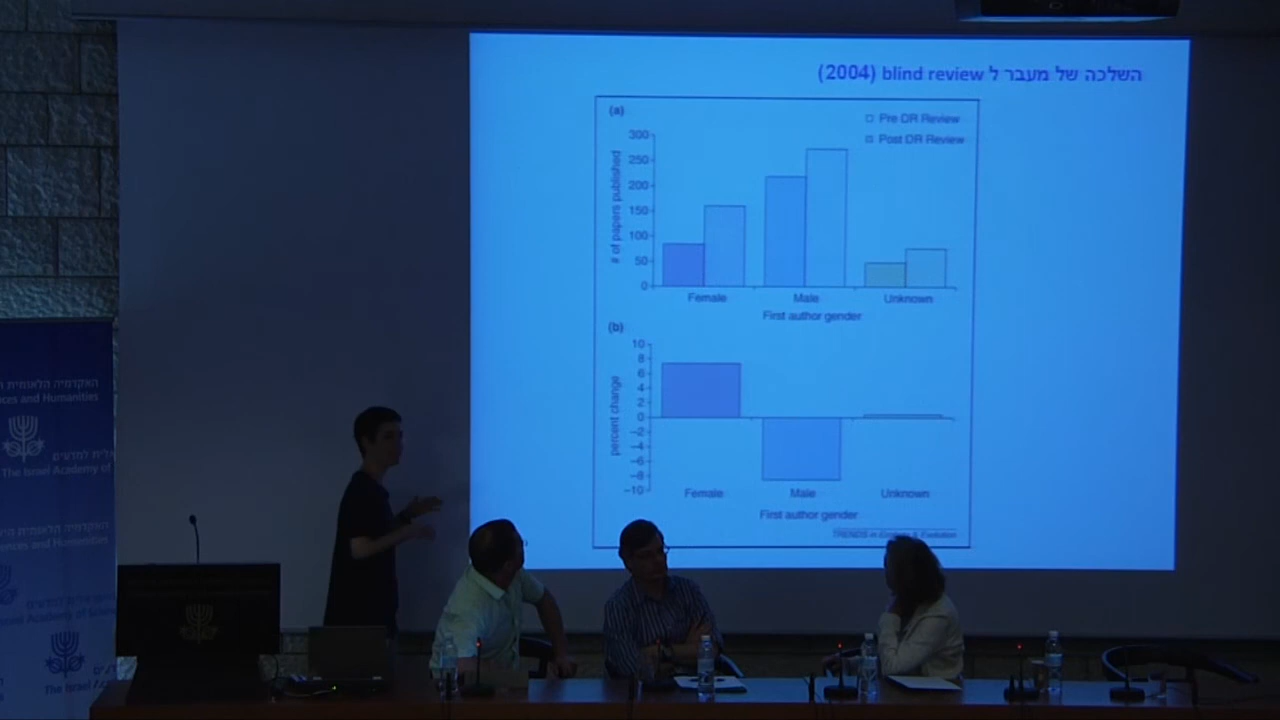 השלכה של מעבר ל blind review (2004)
(a)
Pre DR Review
Post DR Review
300
250
200
150
100
50
0
# of papers published
Female Male Unknown
First author gender
(b)
10
8
6
4
2
0
-2
-4
-6
-8
-10
percent change
Female Male Unknown
First author gender
TRENDS in Ecology & Evolution
האקדמיה הלאומית
Sciences and Humanities
The Israel Academy of
The Israel